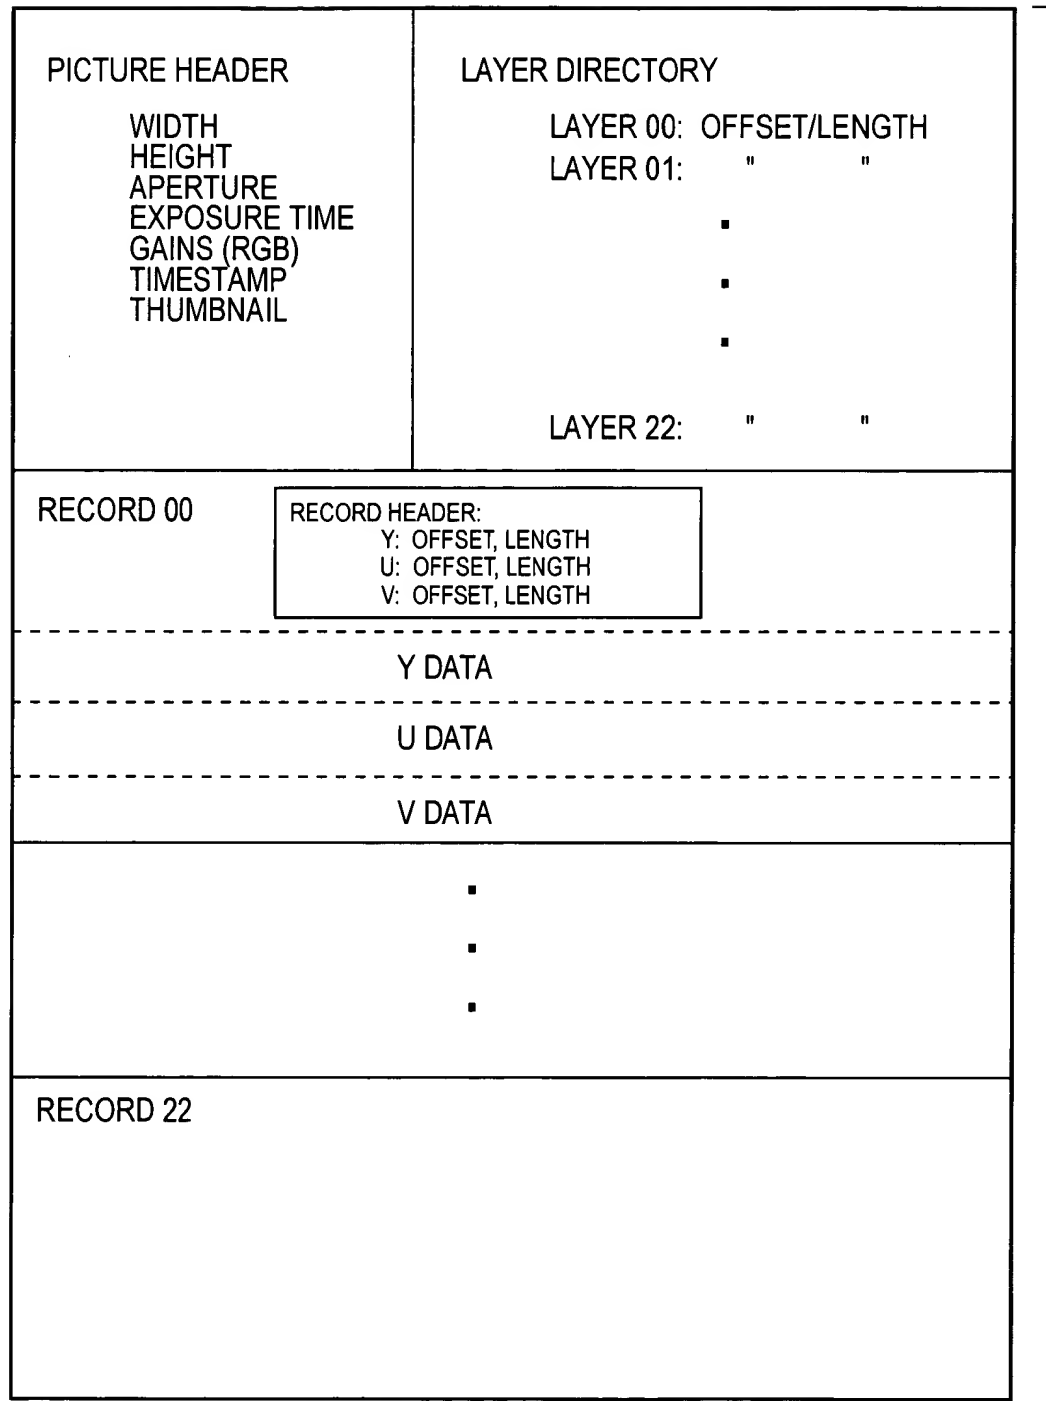 PICTURE HEADER
WIDTH
HEIGHT
APERTURE
EXPOSURE TIME
GAINS (RGB)
TIMESTAMP
THUMBNAIL
LAYER DIRECTORY
LAYER 00: OFFSET/LENGTH
LAYER 01: " "
LAYER 22: " "
RECORD 00
RECORD HEADER:
Y: OFFSET, LENGTH
U: OFFSET, LENGTH
V: OFFSET, LENGTH
Y DATA
U DATA
V DATA
RECORD 22